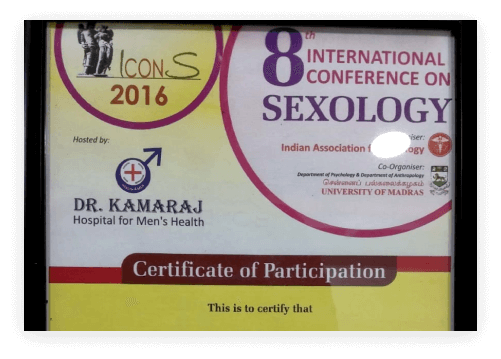 ICONS
2016
8th
INTERNATIONAL
CONFERENCE ON
SEXOLOGY
Indian Association
Co-Organiser:
Department of Psychology & Department of Anthropology
சென்னைப் பல்கலைக்கழகம்
UNIVERSITY OF MADRAS
Hosted by:
DR. KAMARAJ
Hospital for Men's Health
Certificate of Participation
This is to certify that